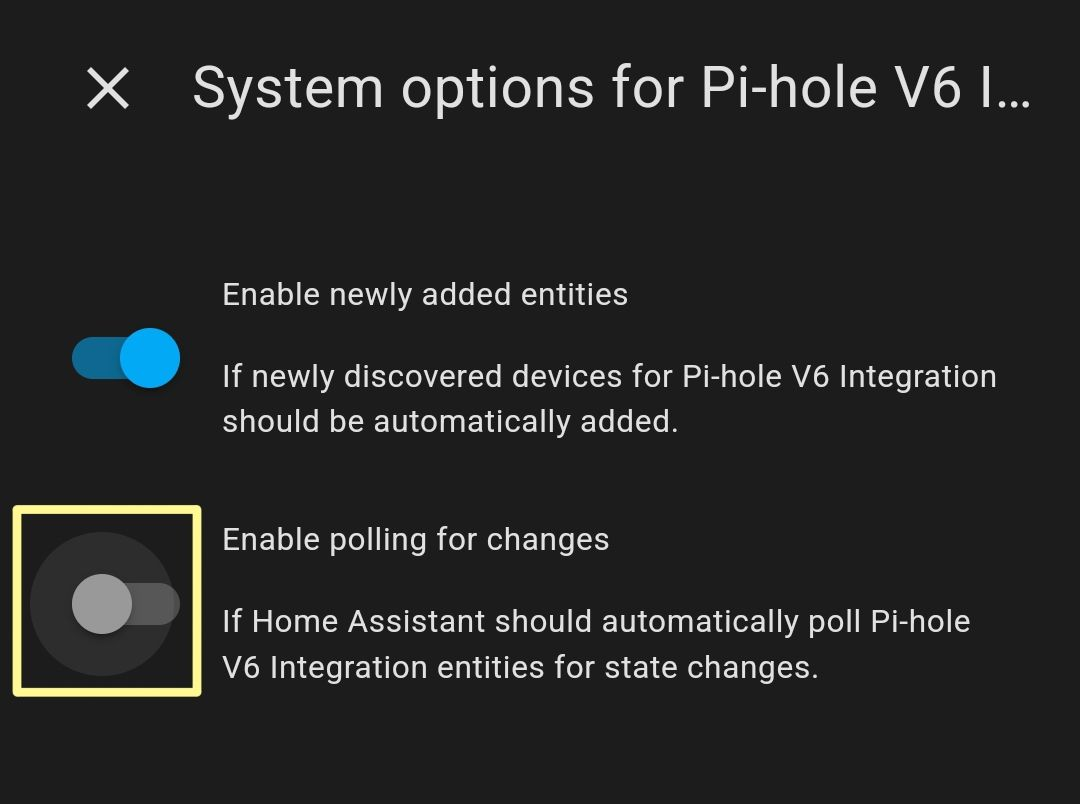 System options for Pi-hole V6 I...
Enable newly added entities
If newly discovered devices for Pi-hole V6 Integration
should be automatically added.
Enable polling for changes
If Home Assistant should automatically poll Pi-hole
V6 Integration entities for state changes.